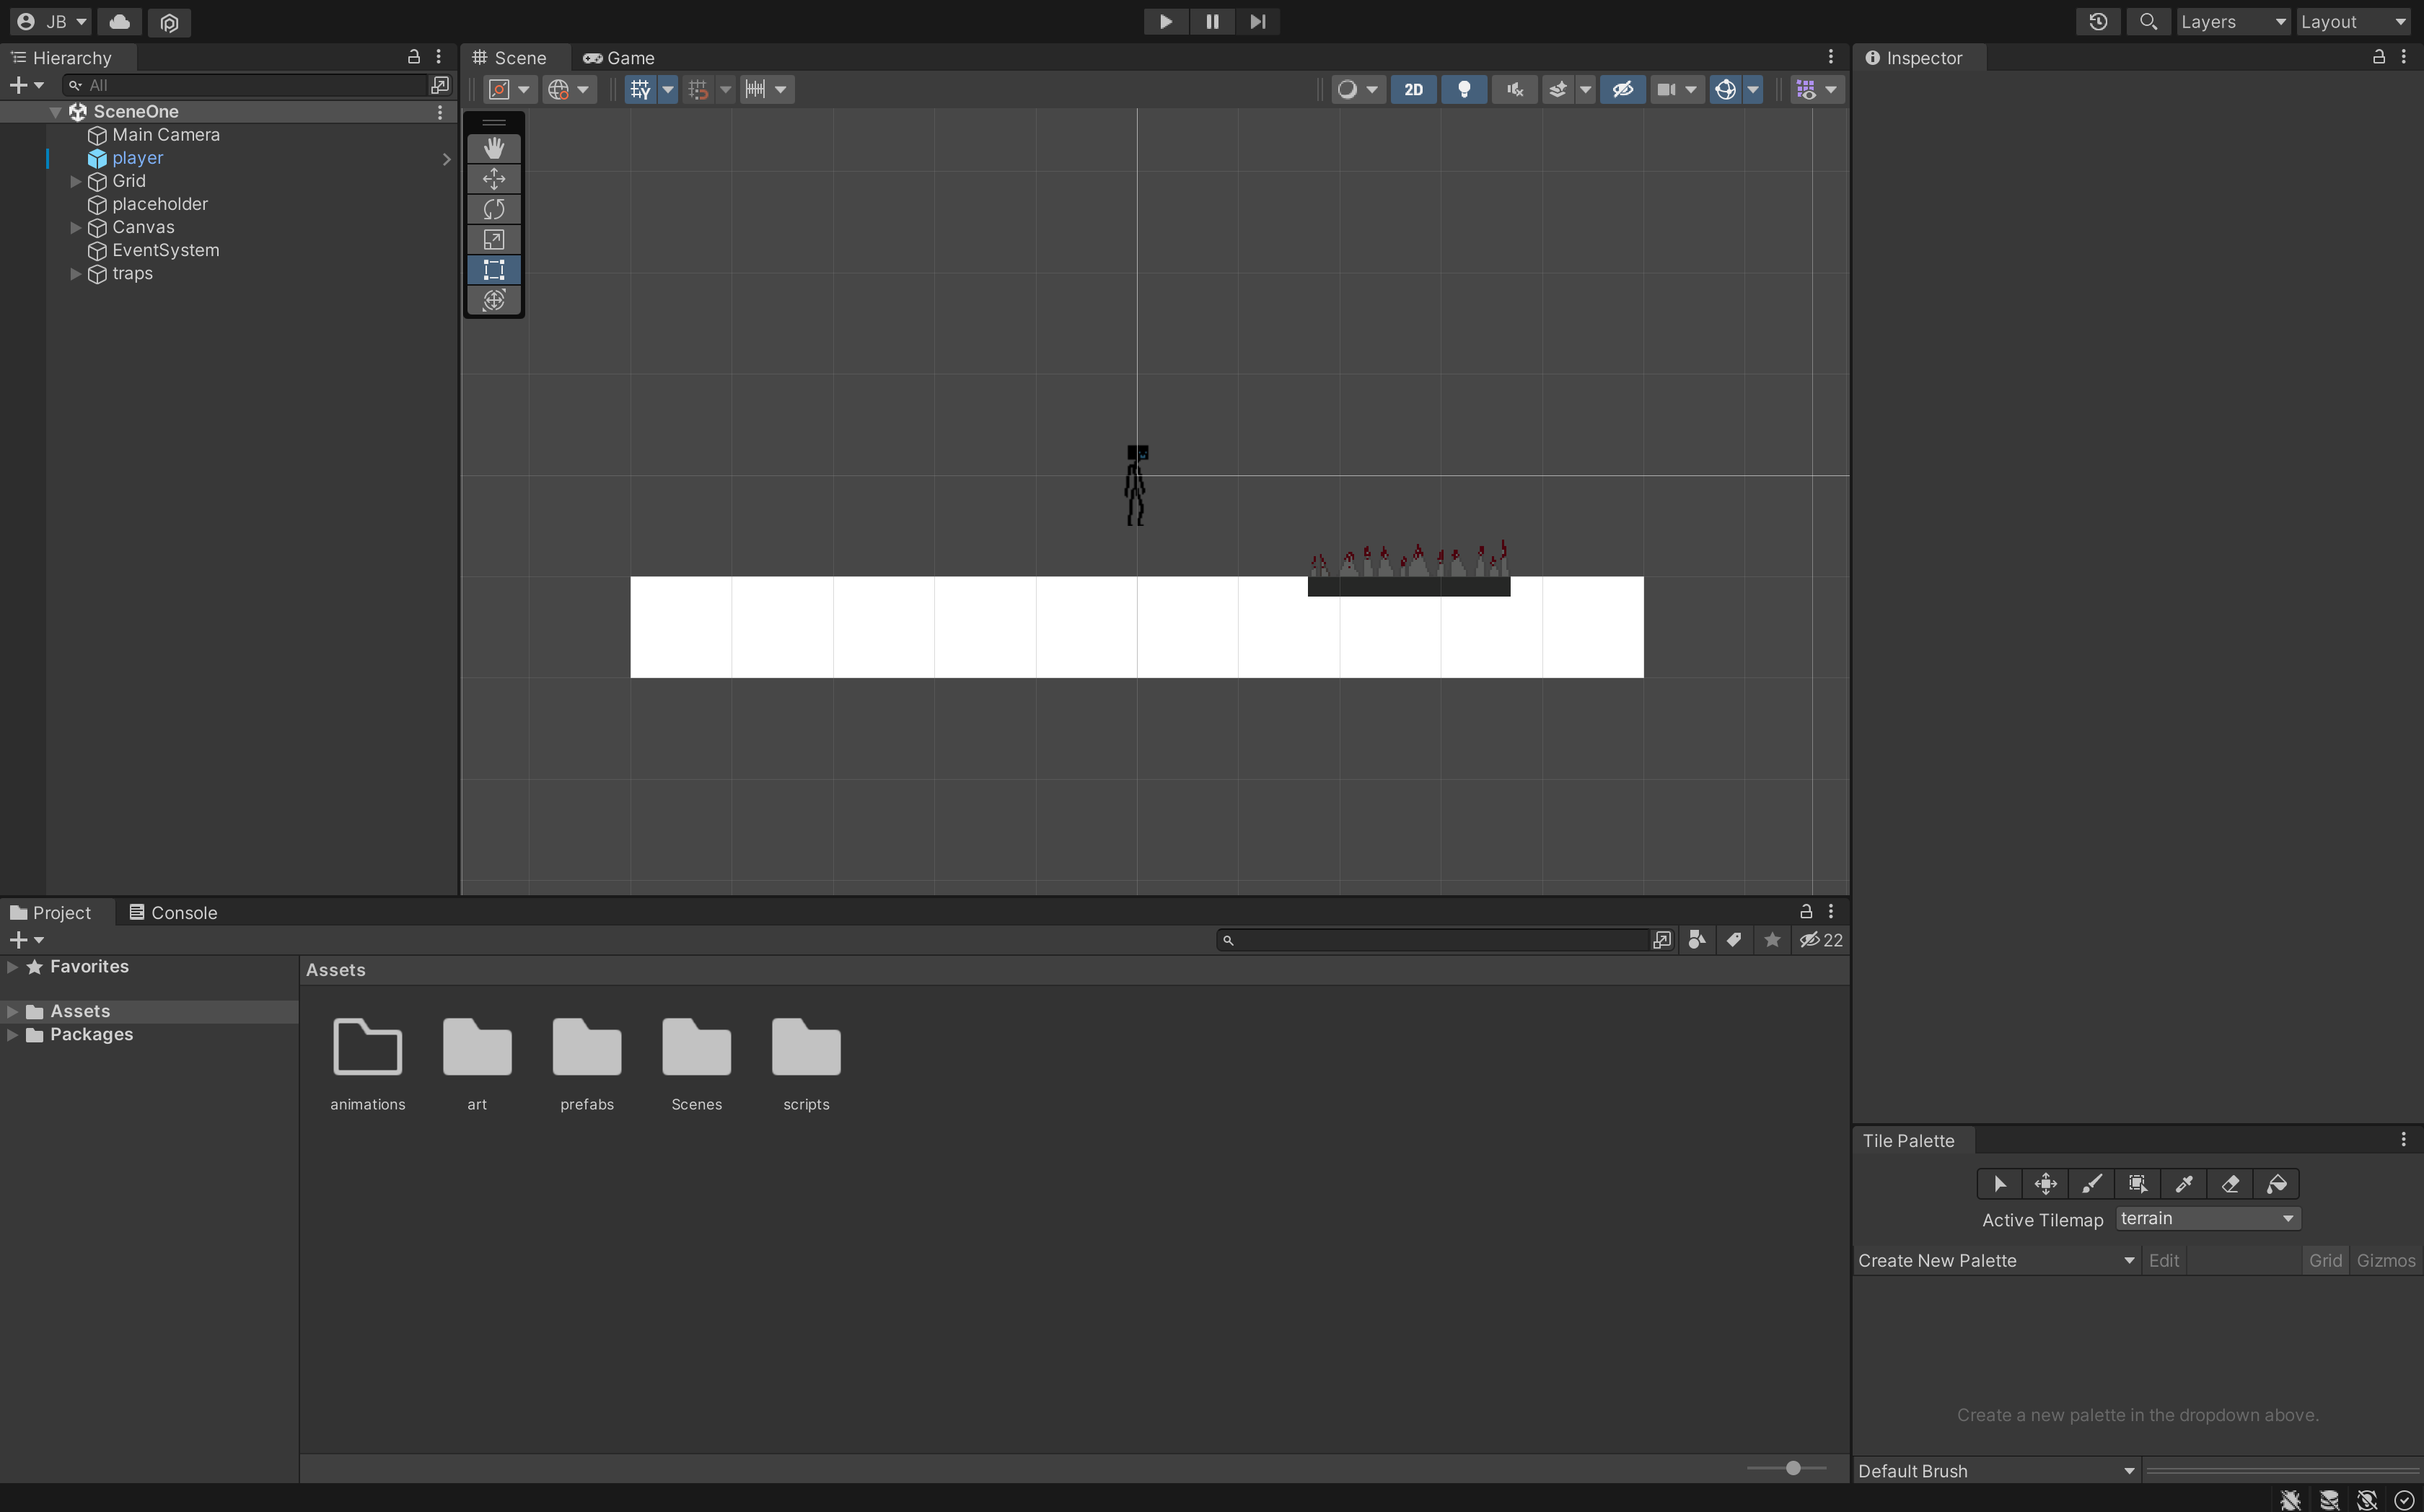 JB
Layers
Layout
Hierarchy
Scene
Game
Inspector
All
2D
SceneOne
Main Camera
player
Grid
placeholder
Canvas
EventSystem
traps
Project
Console
22
Favorites
Assets
Packages
Assets
animations
art
prefabs
Scenes
scripts
Tile Palette
Active Tilemap
terrain
Create New Palette
Edit
Grid
Gizmos
Create a new palette in the dropdown above.
Default Brush